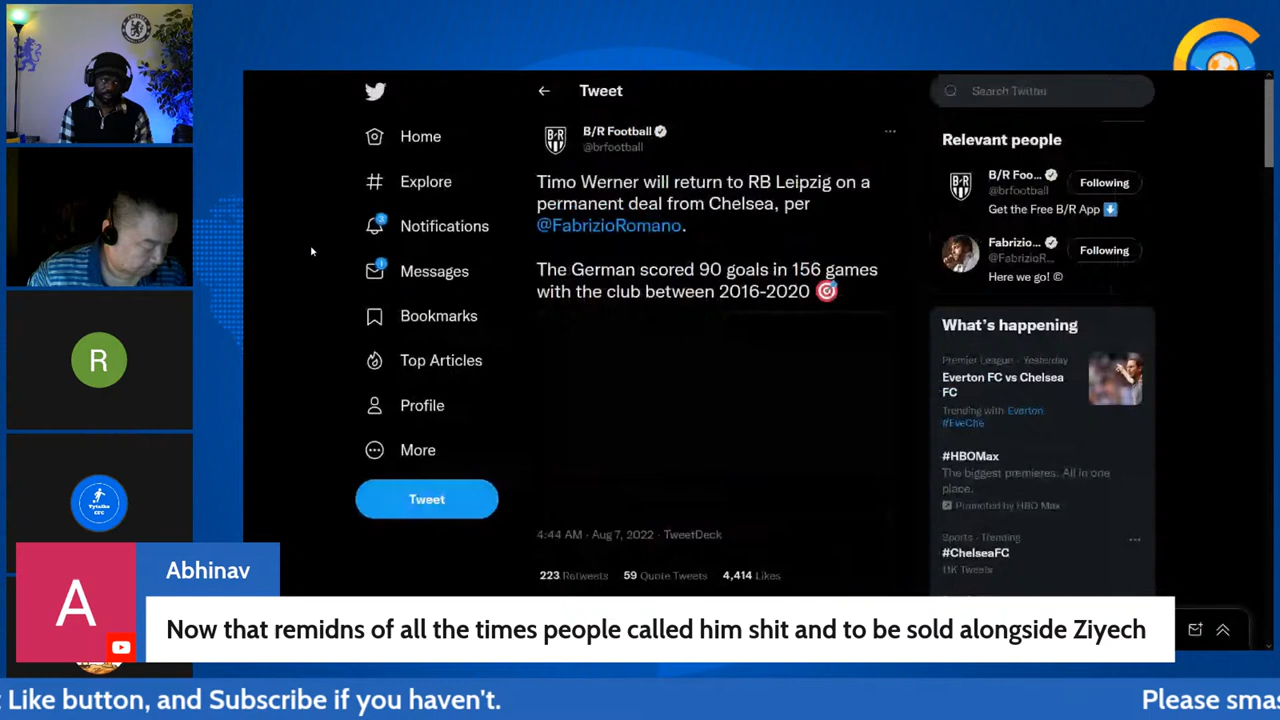 Tweet
Search Twitter
B/R Football
@brfootball
Home
Explore
3
Notifications
1
Messages
Bookmarks
Top Articles
Profile
More
Tweet
Timo Werner will return to RB Leipzig on a
permanent deal from Chelsea, per
@FabrizioRomano.
The German scored 90 goals in 156 games
with the club between 2016-2020
4:44 AM · Aug 7, 2022 · TweetDeck
223 Retweets 59 Quote Tweets 4,414 Likes
Relevant people
B/R Foo...
@brfootball
Following
Get the Free B/R App
Fabrizio...
@FabrizioR...
Following
Here we go! ©
What's happening
Premier League · Yesterday
Everton FC vs Chelsea
FC
Trending with Everton
#EveChe
#HBOMax
The biggest premieres. All in one
place.
Promoted by HBO Max
Sports · Trending
#ChelseaFC
11K Tweets
R
Vytalko
CFC
A
Abhinav
Now that remidns of all the times people called him shit and to be sold alongside Ziyech
: Like button, and Subscribe if you haven't.
Please smas